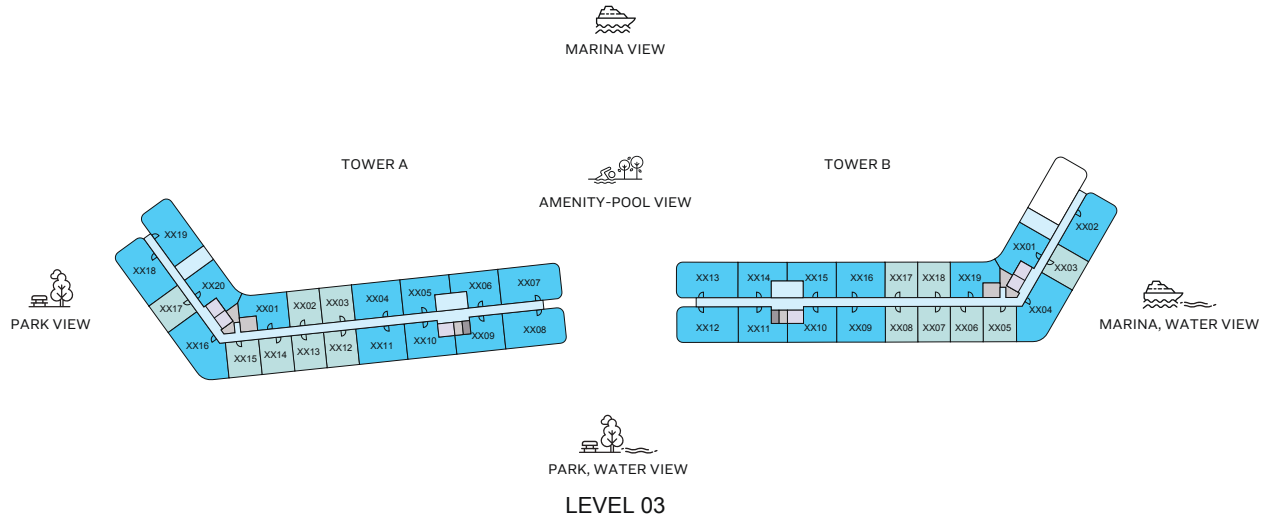 MARINA VIEW
TOWER A
TOWER B
AMENITY-POOL VIEW
PARK VIEW
MARINA, WATER VIEW
XX19
XX18
XX20
XX17
XX16
XX01
XX02
XX03
XX04
XX05
XX06
XX07
XX15
XX14
XX13
XX12
XX11
XX10
XX09
XX08
XX13
XX14
XX15
XX16
XX17
XX18
XX19
XX01
XX02
XX03
XX04
XX12
XX11
XX10
XX09
XX08
XX07
XX06
XX05
PARK, WATER VIEW
LEVEL 03